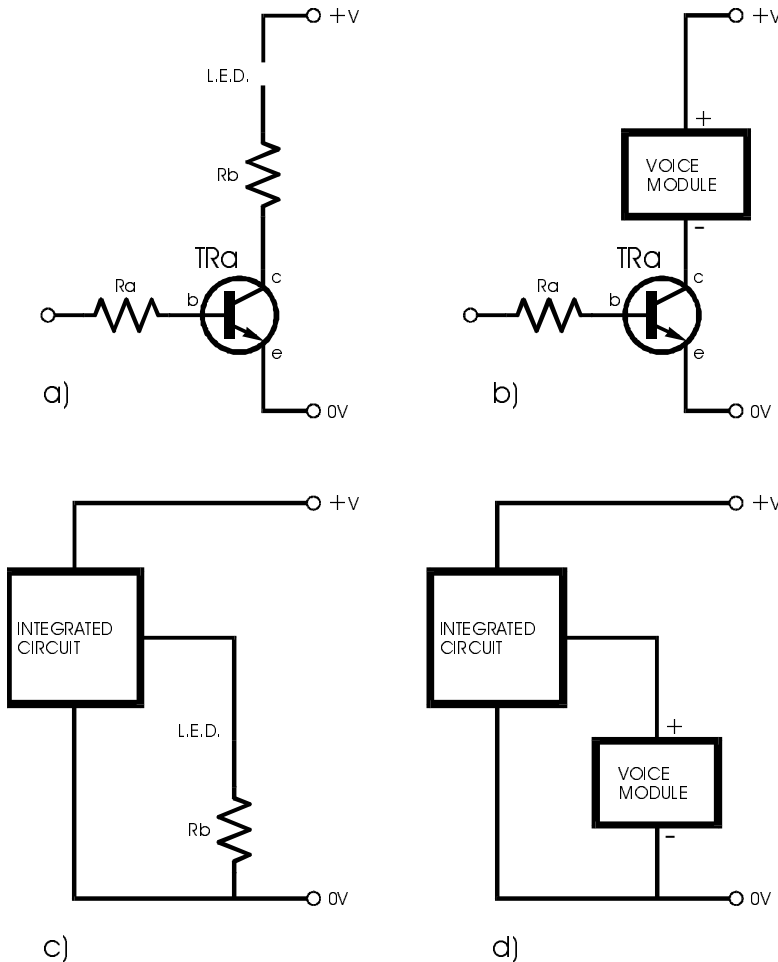 +V
L.E.D.
Rb
TRa
Ra
b
c
e
0V
a)
+V
+
VOICE
MODULE
-
TRa
Ra
b
c
e
0V
b)
+V
INTEGRATED
CIRCUIT
L.E.D.
Rb
0V
c)
+V
INTEGRATED
CIRCUIT
+
VOICE
MODULE
-
0V
d)